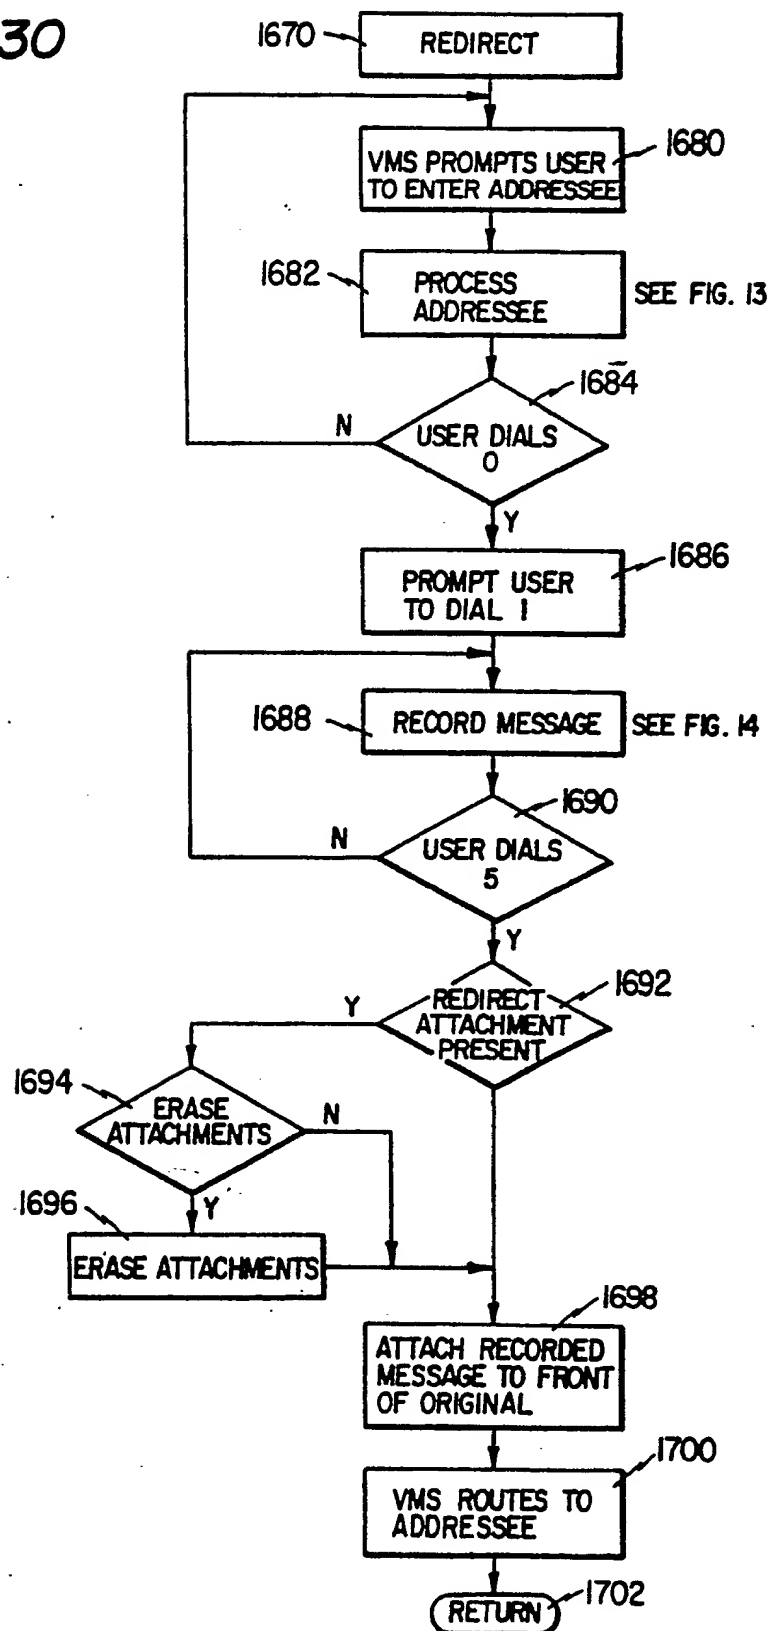 30
1670
REDIRECT
1680
VMS PROMPTS USER
TO ENTER ADDRESSEE
1682
PROCESS
ADDRESSEE
SEE FIG. 13
1684
N
USER DIALS
0
Y
1686
PROMPT USER
TO DIAL 1
1688
RECORD MESSAGE
SEE FIG. 14
1690
N
USER DIALS
5
Y
1692
Y
REDIRECT
ATTACHMENT
PRESENT
1694
ERASE
ATTACHMENTS
N
1696
Y
ERASE ATTACHMENTS
1698
ATTACH RECORDED
MESSAGE TO FRONT
OF ORIGINAL
1700
VMS ROUTES TO
ADDRESSEE
1702
RETURN